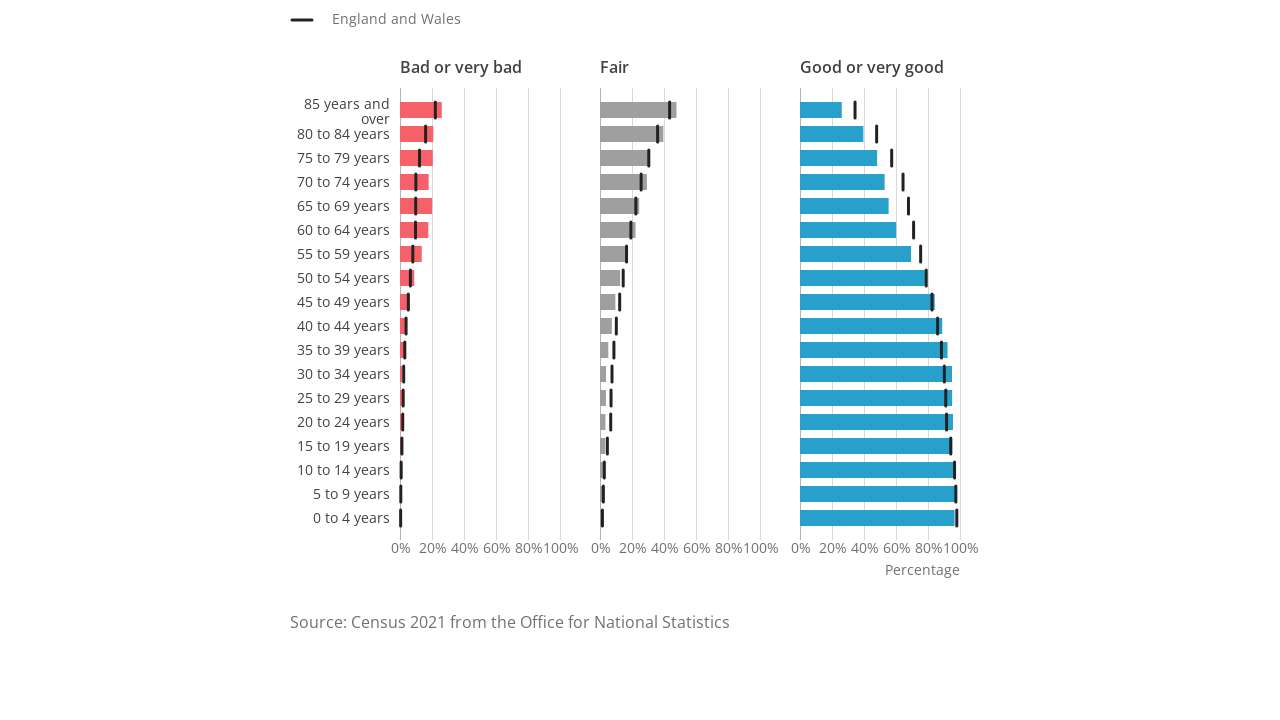 England and Wales
Bad or very bad
Fair
Good or very good
85 years and
over
80 to 84 years
75 to 79 years
70 to 74 years
65 to 69 years
60 to 64 years
55 to 59 years
50 to 54 years
45 to 49 years
40 to 44 years
35 to 39 years
30 to 34 years
25 to 29 years
20 to 24 years
15 to 19 years
10 to 14 years
5 to 9 years
0 to 4 years
0% 20% 40% 60% 80% 100% 0% 20% 40% 60% 80% 100% 0% 20% 40% 60% 80% 100%
Percentage
Source: Census 2021 from the Office for National Statistics